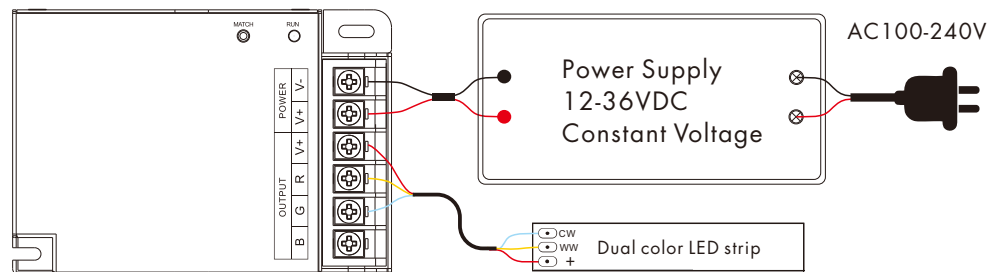 MATCH
RUN
POWER
V-
V+
OUTPUT
V+
R
G
B
Power Supply
12-36VDC
Constant Voltage
AC100-240V
CW
WW
+
Dual color LED strip